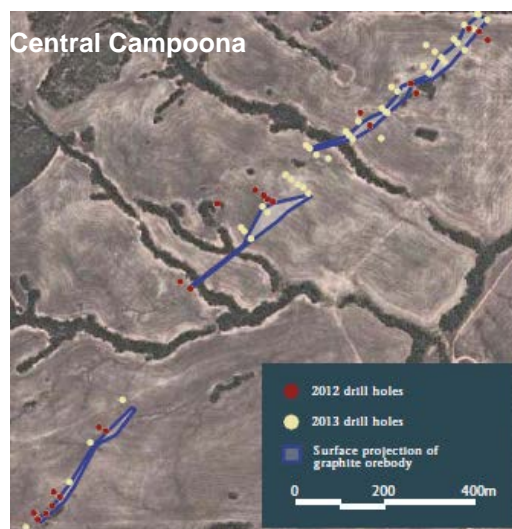 Central Campoona
2012 drill holes
2013 drill holes
Surface projection of
graphite orebody
0 200 400m